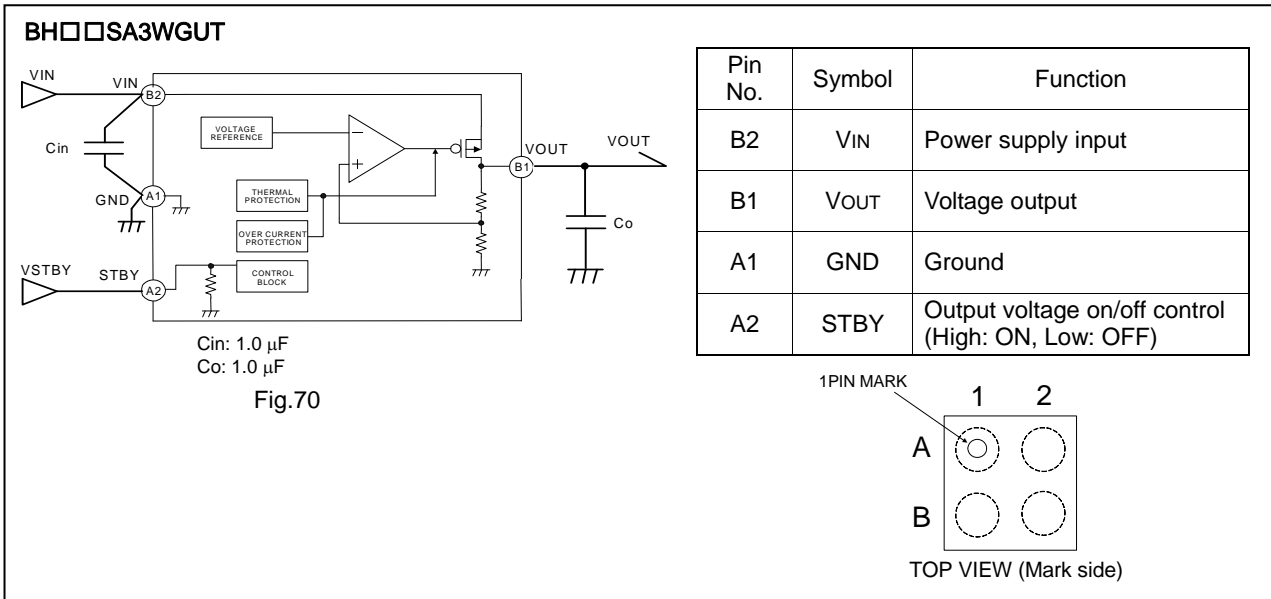 BH□□SA3WGUT
VIN
VIN
B2
Cin
GND
A1
VSTBY
STBY
A2
VOLTAGE
REFERENCE
THERMAL
PROTECTION
OVER CURRENT
PROTECTION
CONTROL
BLOCK
−
+
VOUT
B1
VOUT
Co
Cin: 1.0 μF
Co: 1.0 μF
Fig.70
Pin No. Symbol Function
B2 VIN Power supply input
B1 VOUT Voltage output
A1 GND Ground
A2 STBY Output voltage on/off control
(High: ON, Low: OFF)
1PIN MARK
1 2
A
B
TOP VIEW (Mark side)